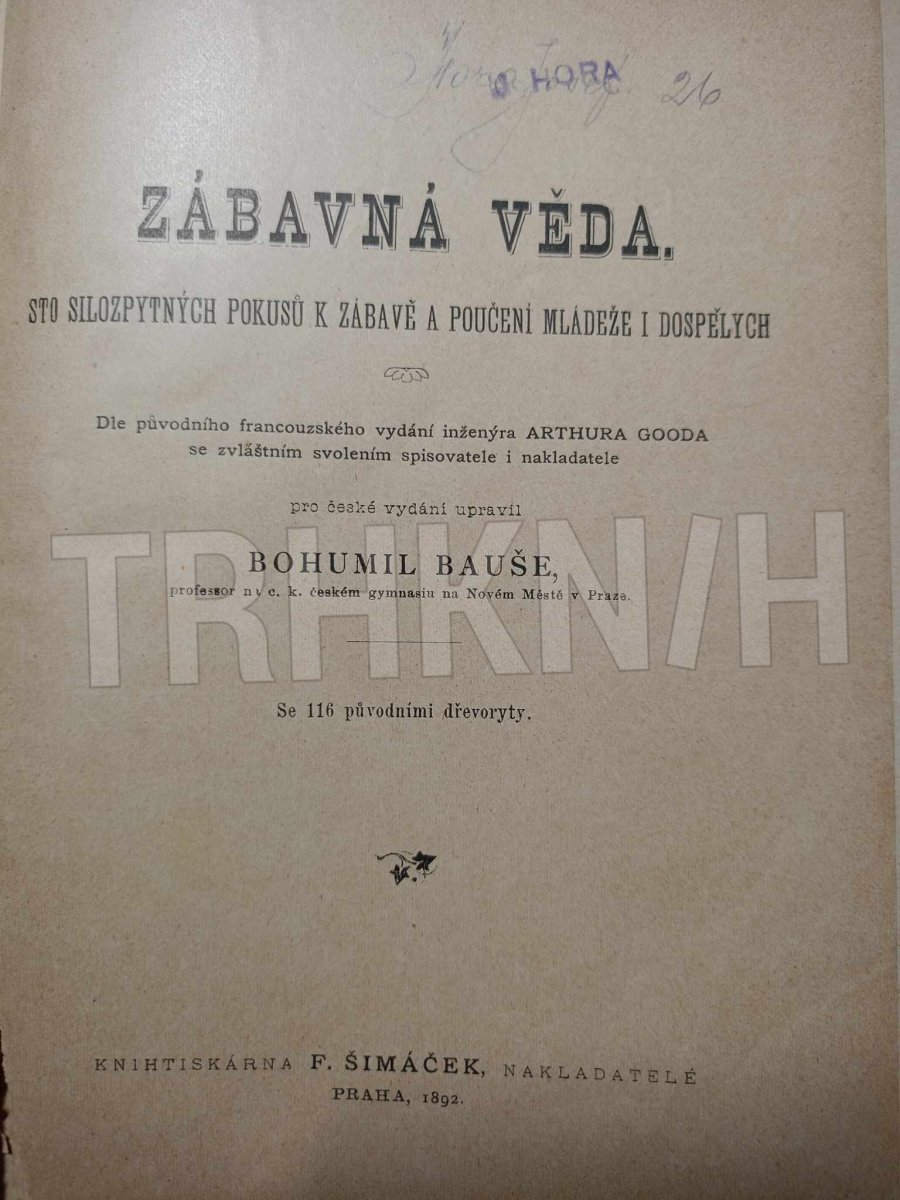 HORA
26
ZÁBAVNÁ VĚDA.
STO SILOZPYTNÝCH POKUSŮ K ZÁBAVĚ A POUČENÍ MLÁDEŽE I DOSPĚLYCH
Dle původního francouzského vydání inženýra ARTHURA GOODA
se zvláštním svolením spisovatele i nakladatele
pro české vydání upravil
BOHUMIL BAUŠE,
professor na c. k. českém gymnasiu na Novém Městě v Praze.
TRHKN/H
Se 116 původními dřevoryty.
KNIHTISKÁRNA F. ŠIMÁČEK, NAKLADATELÉ
PRAHA, 1892.